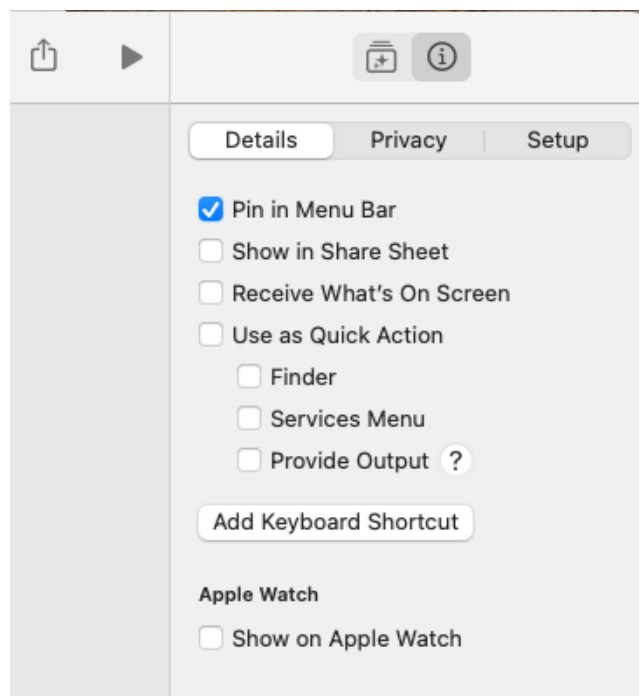 Details Privacy Setup
Pin in Menu Bar
Show in Share Sheet
Receive What's On Screen
Use as Quick Action
Finder
Services Menu
Provide Output ?
Add Keyboard Shortcut
Apple Watch
Show on Apple Watch